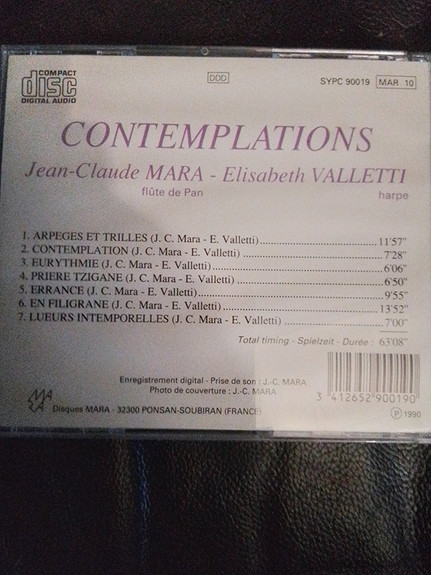 COMPACT
disc
DIGITAL AUDIO
DDD
SYPC 90019 MAR 10
CONTEMPLATIONS
Jean-Claude MARA - Elisabeth VALLETTI
flûte de Pan harpe
1. ARPEGES ET TRILLES (J. C. Mara - E. Valletti) 11'57"
2. CONTEMPLATION (J. C. Mara - E. Valletti) 7'28"
3. EURYTHMIE (J. C. Mara - E. Valletti) 6'06"
4. PRIERE TZIGANE (J. C. Mara - E. Valletti) 6'50"
5. ERRANCE (J. C. Mara - E. Valletti) 9'55"
6. EN FILIGRANE (J. C. Mara - E. Valletti) 13'52"
7. LUEURS INTEMPORELLES (J. C. Mara - E. Valletti) 7'00"
Total timing - Spielzeit - Durée : 63'08"
Enregistrement digital - Prise de son : J.-C. MARA
Photo de couverture : J.-C. MARA
MARA Disques MARA - 32300 PONSAN-SOUBIRAN (FRANCE)
3 412652 900190
℗ 1990